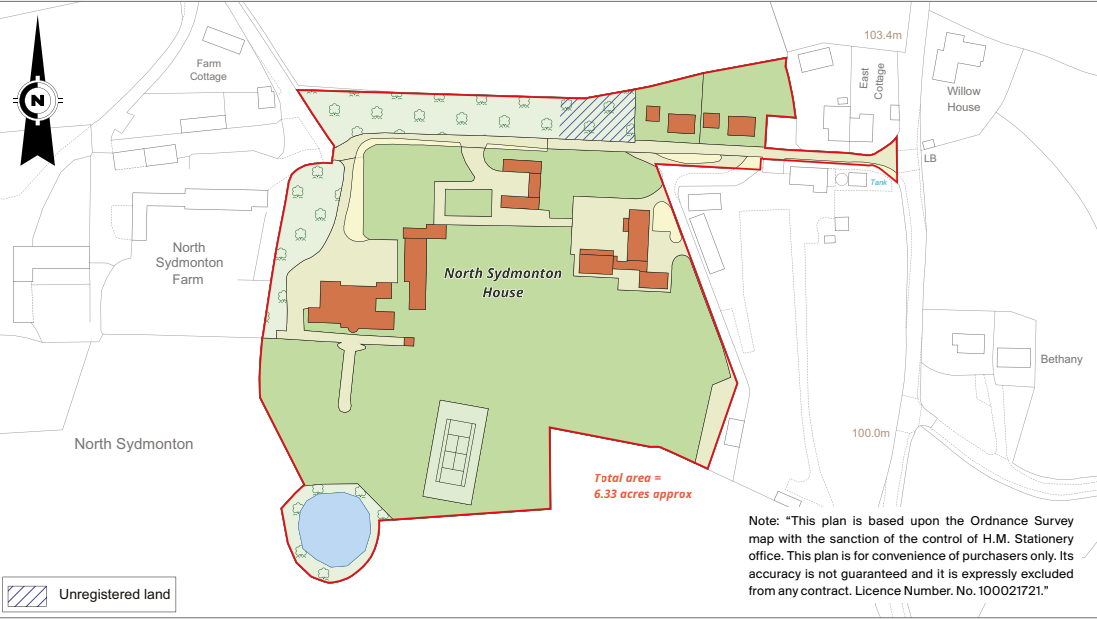 103.4m
Farm
Cottage
East
Cottage
Willow
House
N
LB
Tank
North
Sydmonton
Farm
North Sydmonton
House
Bethany
100.0m
North Sydmonton
Total area =
6.33 acres approx
Note: “This plan is based upon the Ordnance Survey
map with the sanction of the control of H.M. Stationery
office. This plan is for convenience of purchasers only. Its
accuracy is not guaranteed and it is expressly excluded
from any contract. Licence Number. No. 100021721.”
Unregistered land